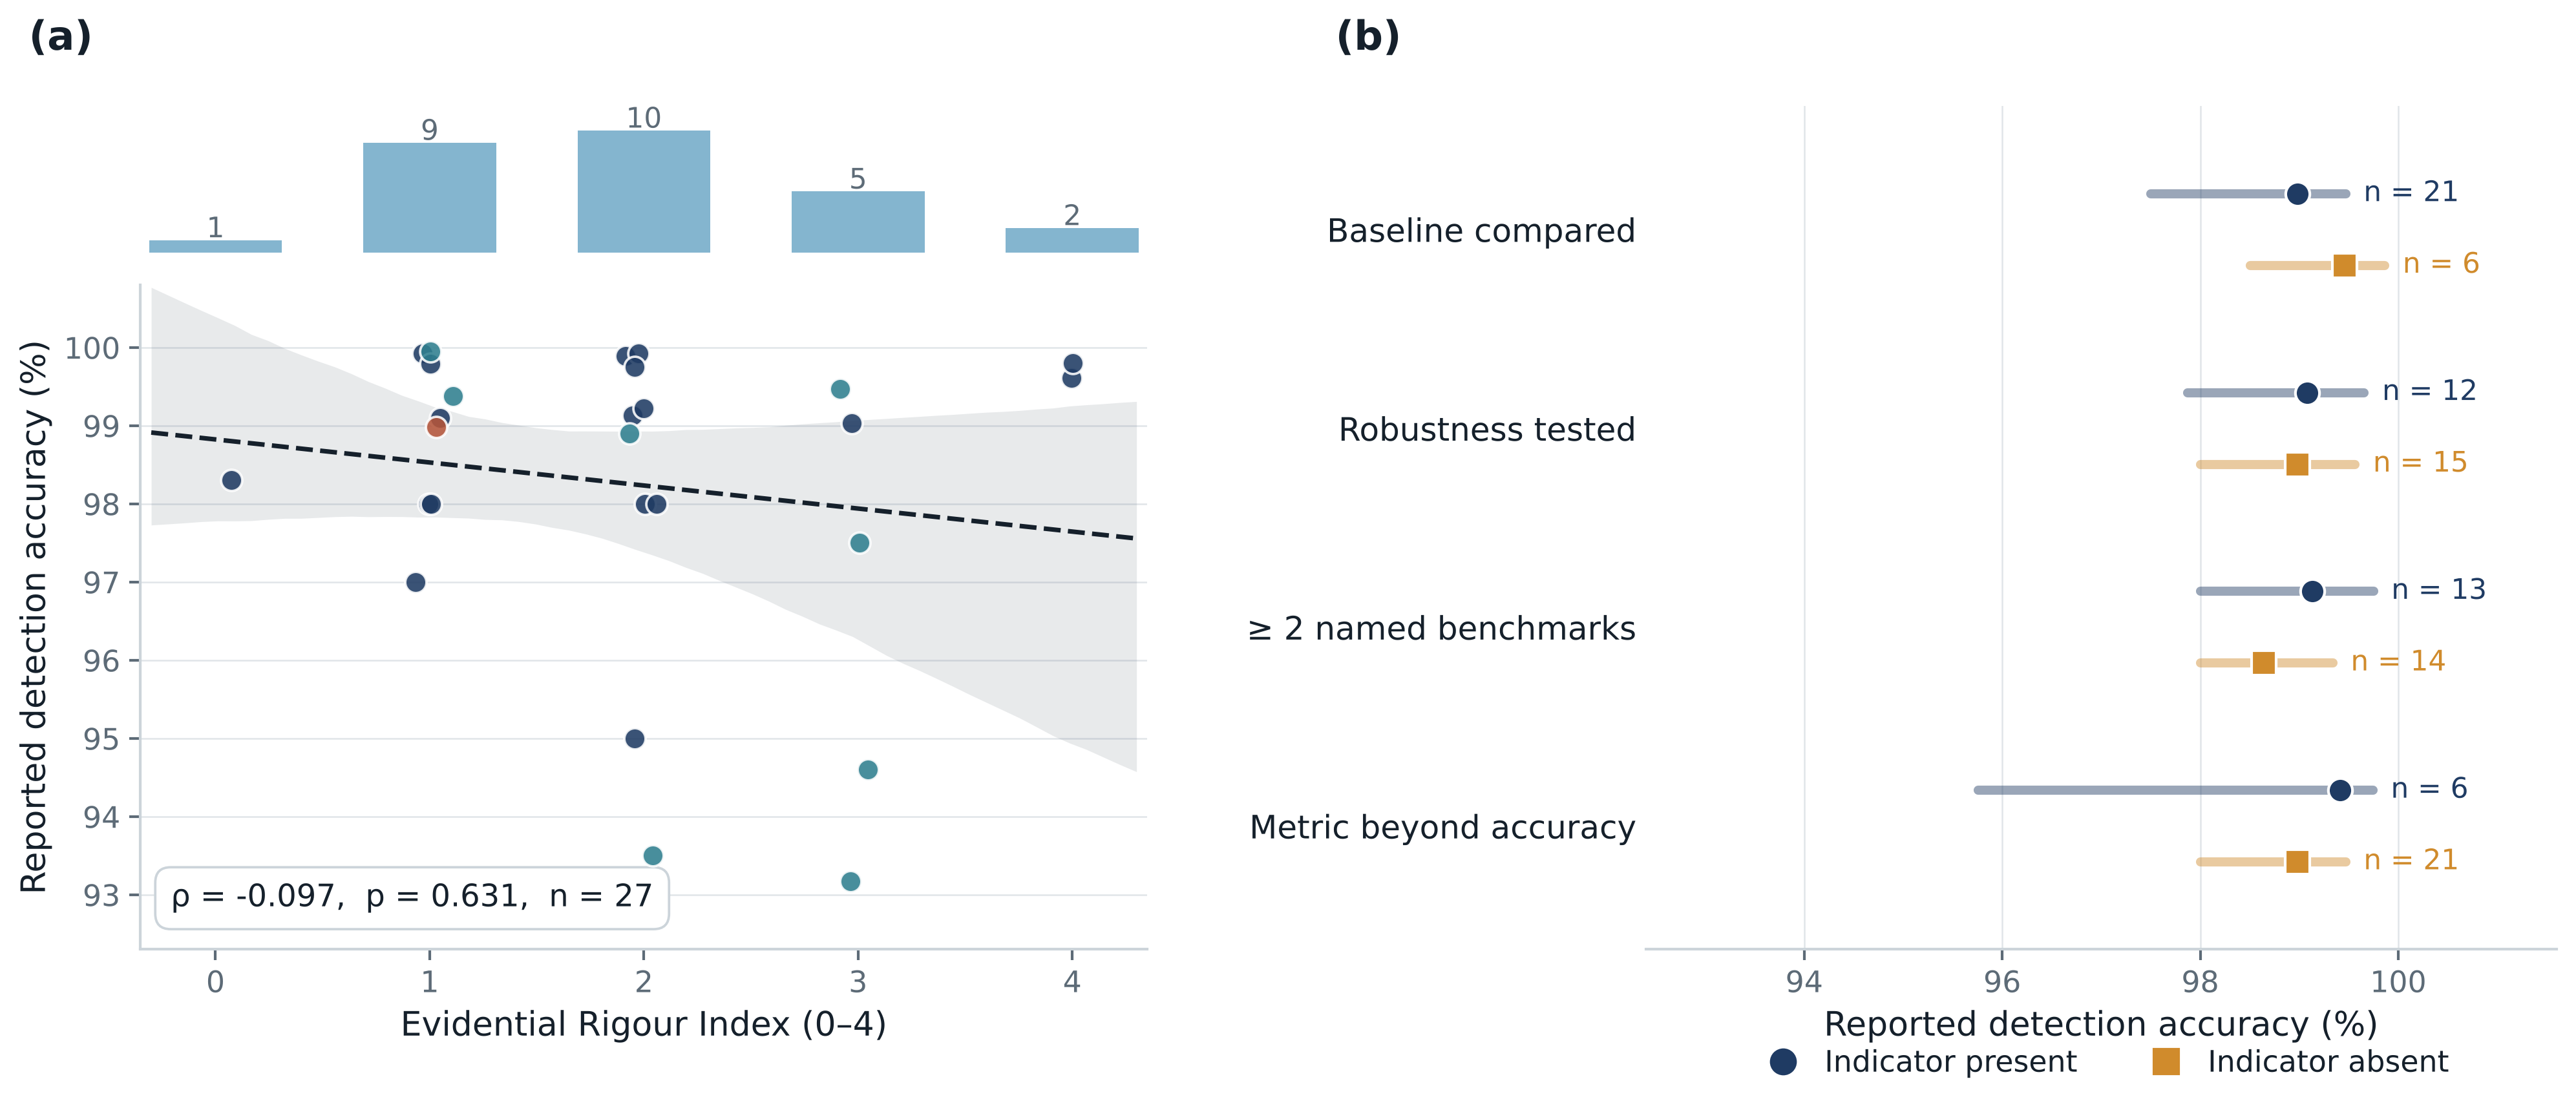 (a)
1
9
10
5
2
Reported detection accuracy (%)
100
99
98
97
96
95
94
93
ρ = -0.097,  p = 0.631,  n = 27
0
1
2
3
4
Evidential Rigour Index (0–4)
(b)
Baseline compared
n = 21
n = 6
Robustness tested
n = 12
n = 15
≥ 2 named benchmarks
n = 13
n = 14
Metric beyond accuracy
n = 6
n = 21
94
96
98
100
Reported detection accuracy (%)
Indicator present
Indicator absent